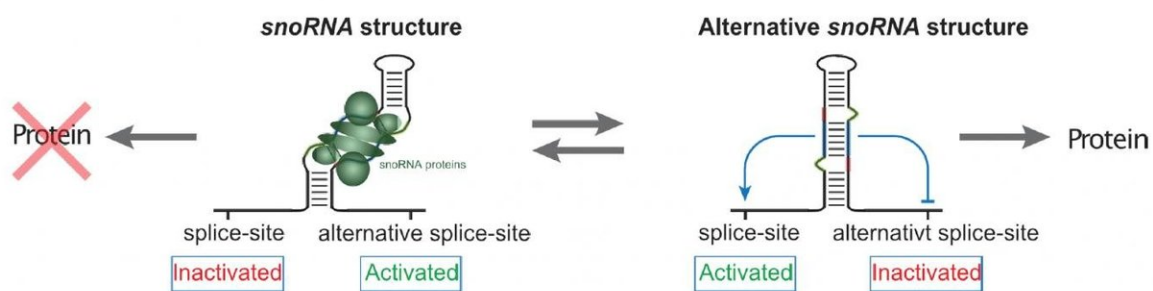 snoRNA structure
Alternative snoRNA structure
Protein
snoRNA proteins
Protein
splice-site
alternative splice-site
splice-site
alternativt splice-site
Inactivated
Activated
Activated
Inactivated